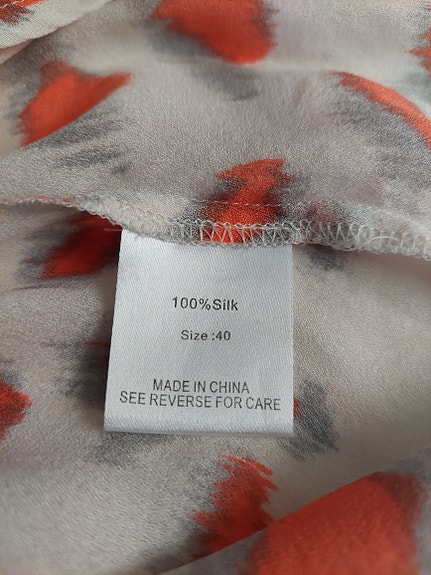 100%Silk
Size :40
MADE IN CHINA
SEE REVERSE FOR CARE